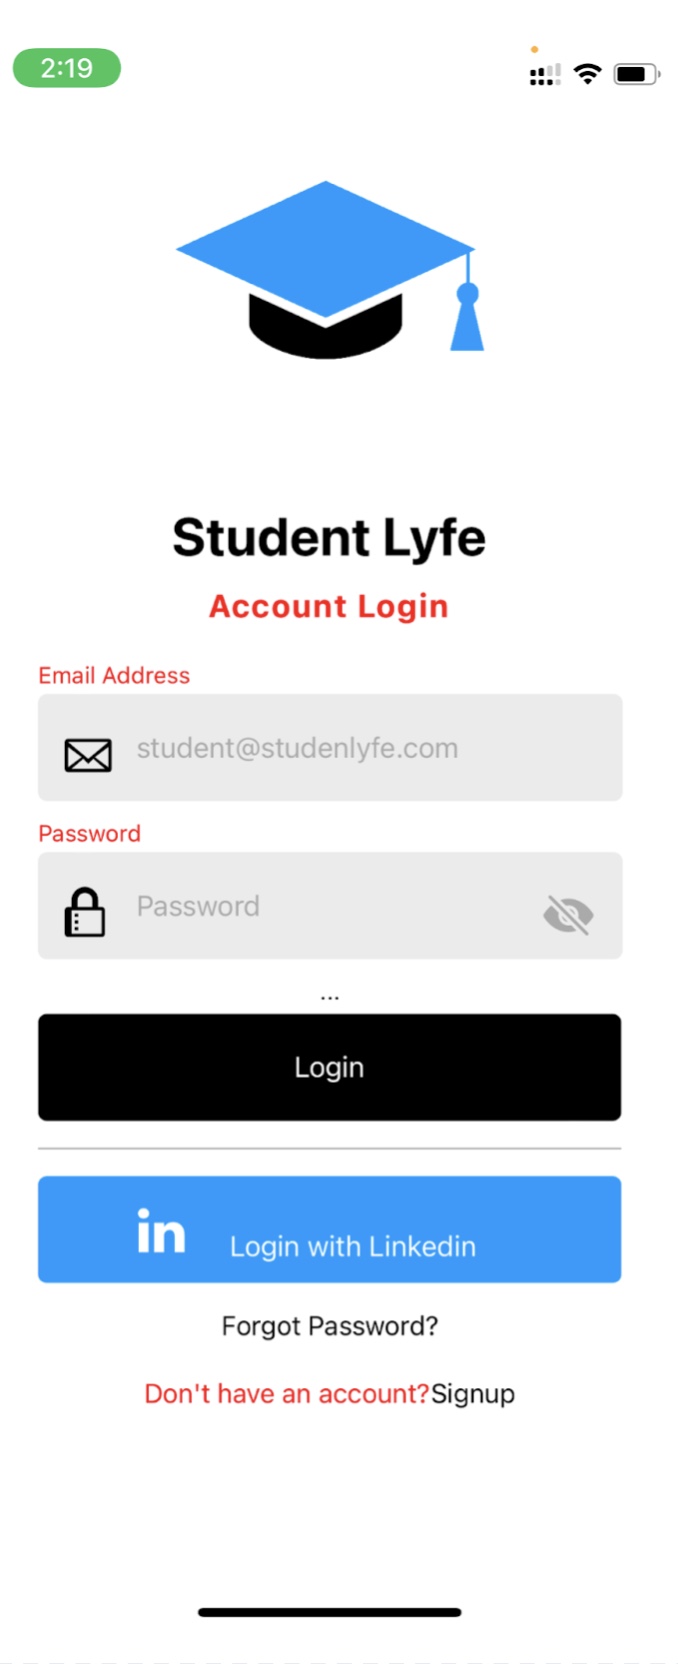 2:19
Student Lyfe
Account Login
Email Address
student@studenlyfe.com
Password
Password
...
Login
in Login with Linkedin
Forgot Password?
Don't have an account?Signup